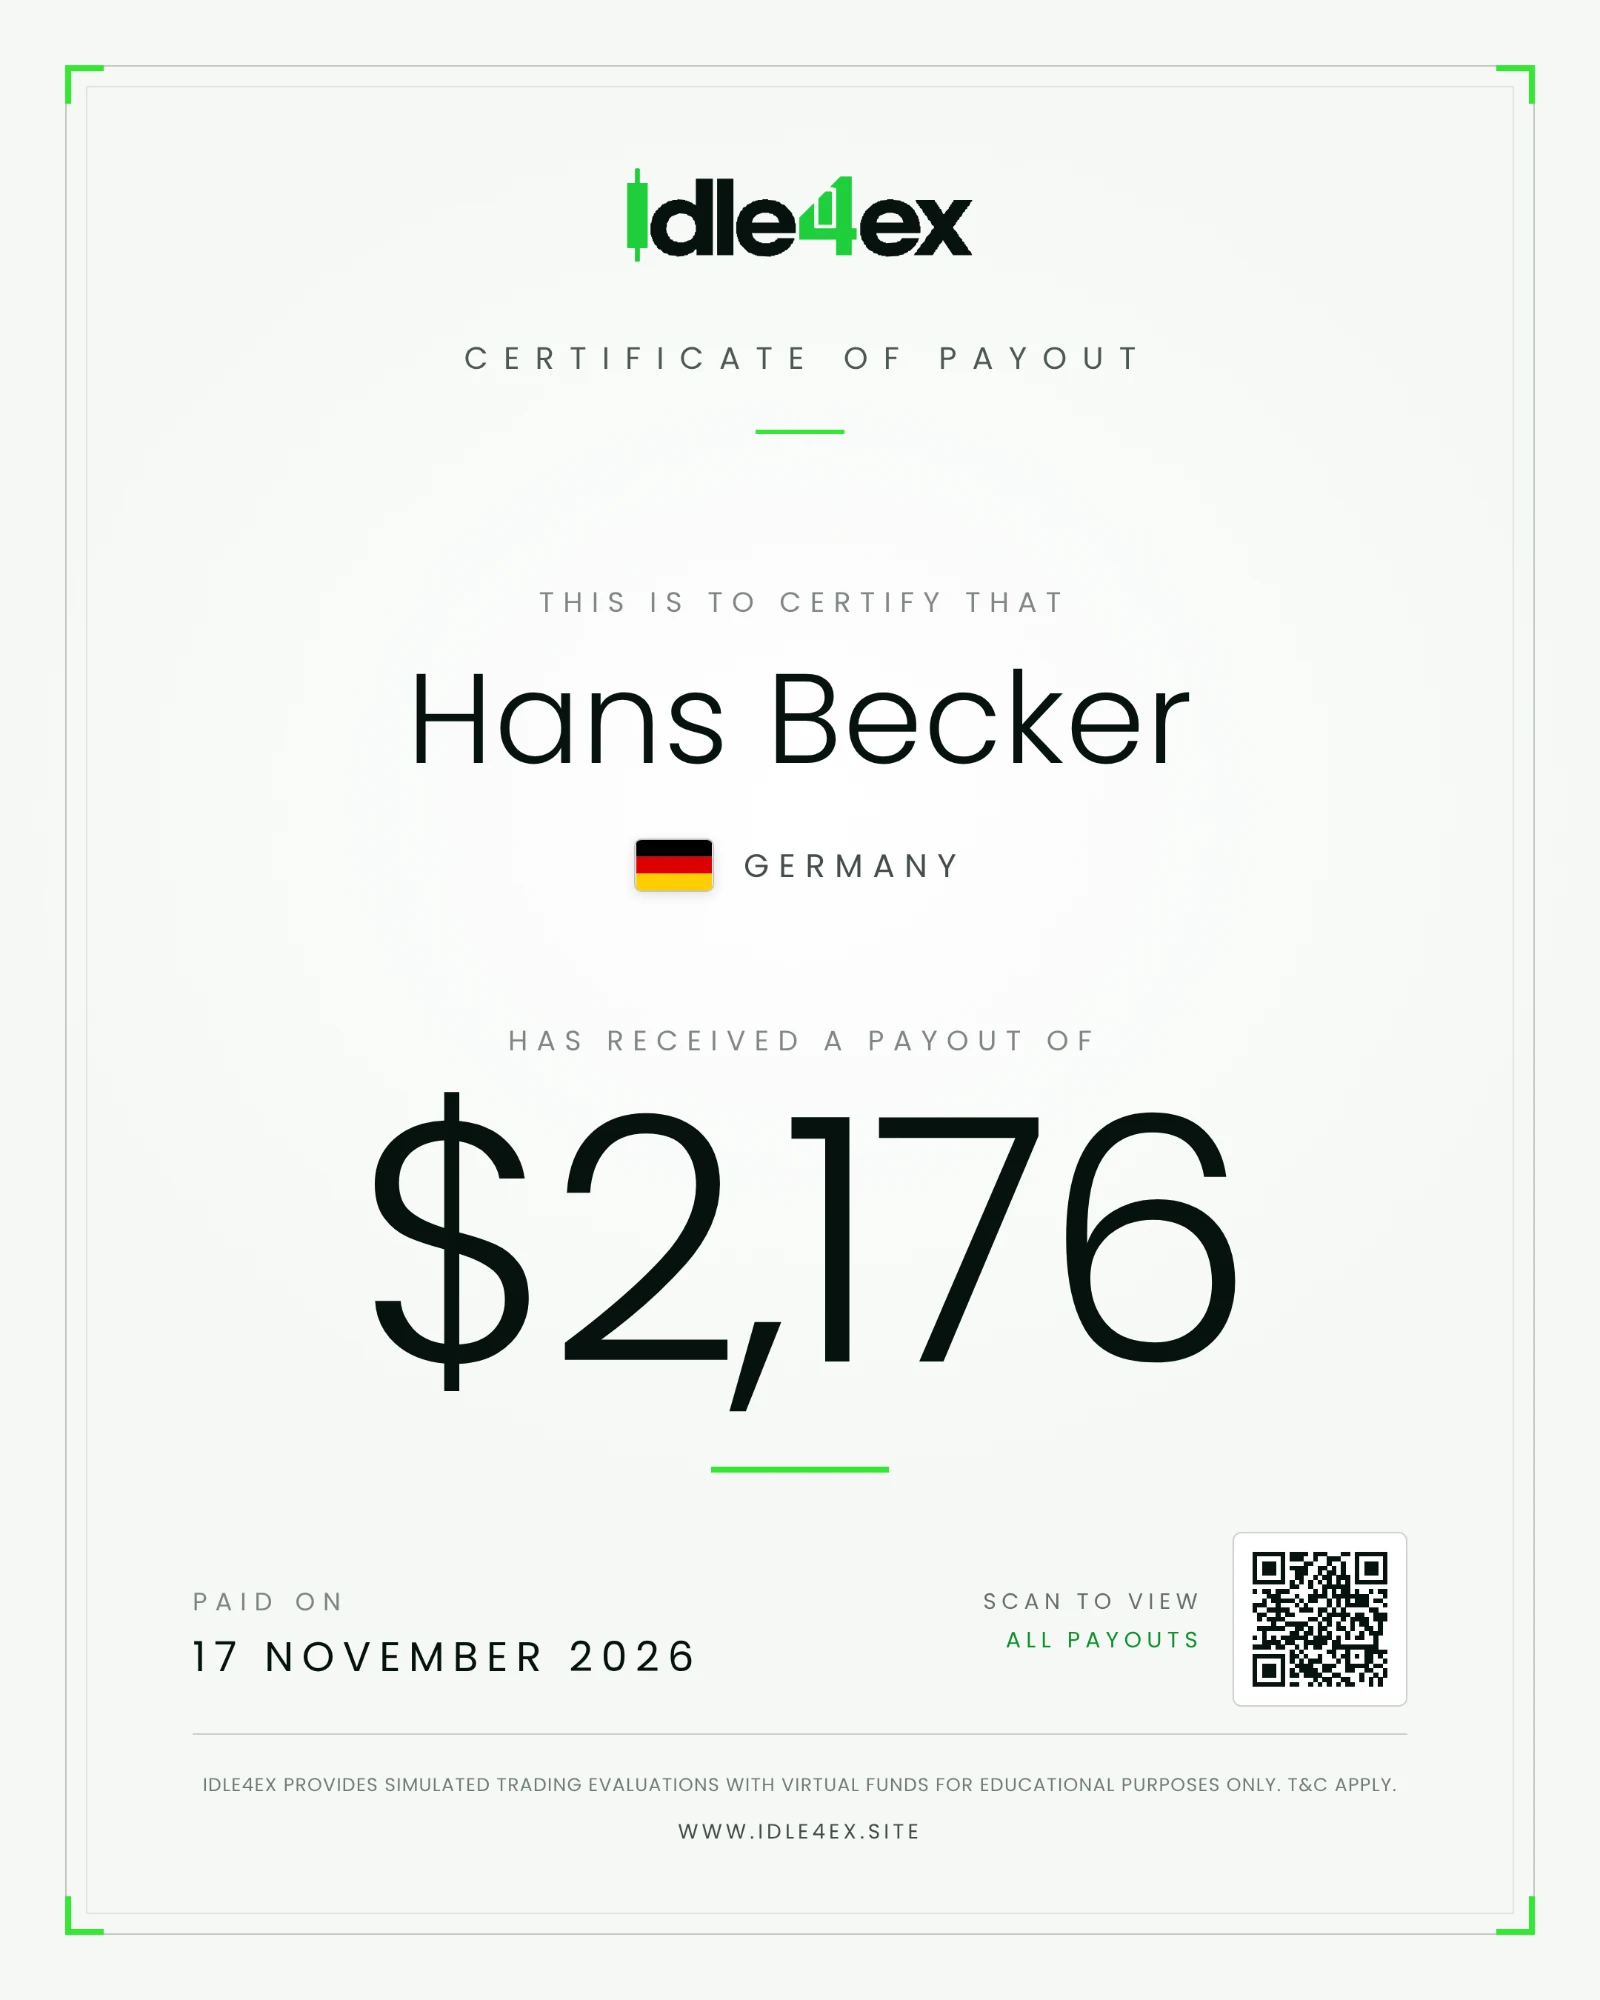 Idle4ex
CERTIFICATE OF PAYOUT
THIS IS TO CERTIFY THAT
Hans Becker
GERMANY
HAS RECEIVED A PAYOUT OF
$2,176
PAID ON
17 NOVEMBER 2026
SCAN TO VIEW
ALL PAYOUTS
IDLE4EX PROVIDES SIMULATED TRADING EVALUATIONS WITH VIRTUAL FUNDS FOR EDUCATIONAL PURPOSES ONLY. T&C APPLY.
WWW.IDLE4EX.SITE